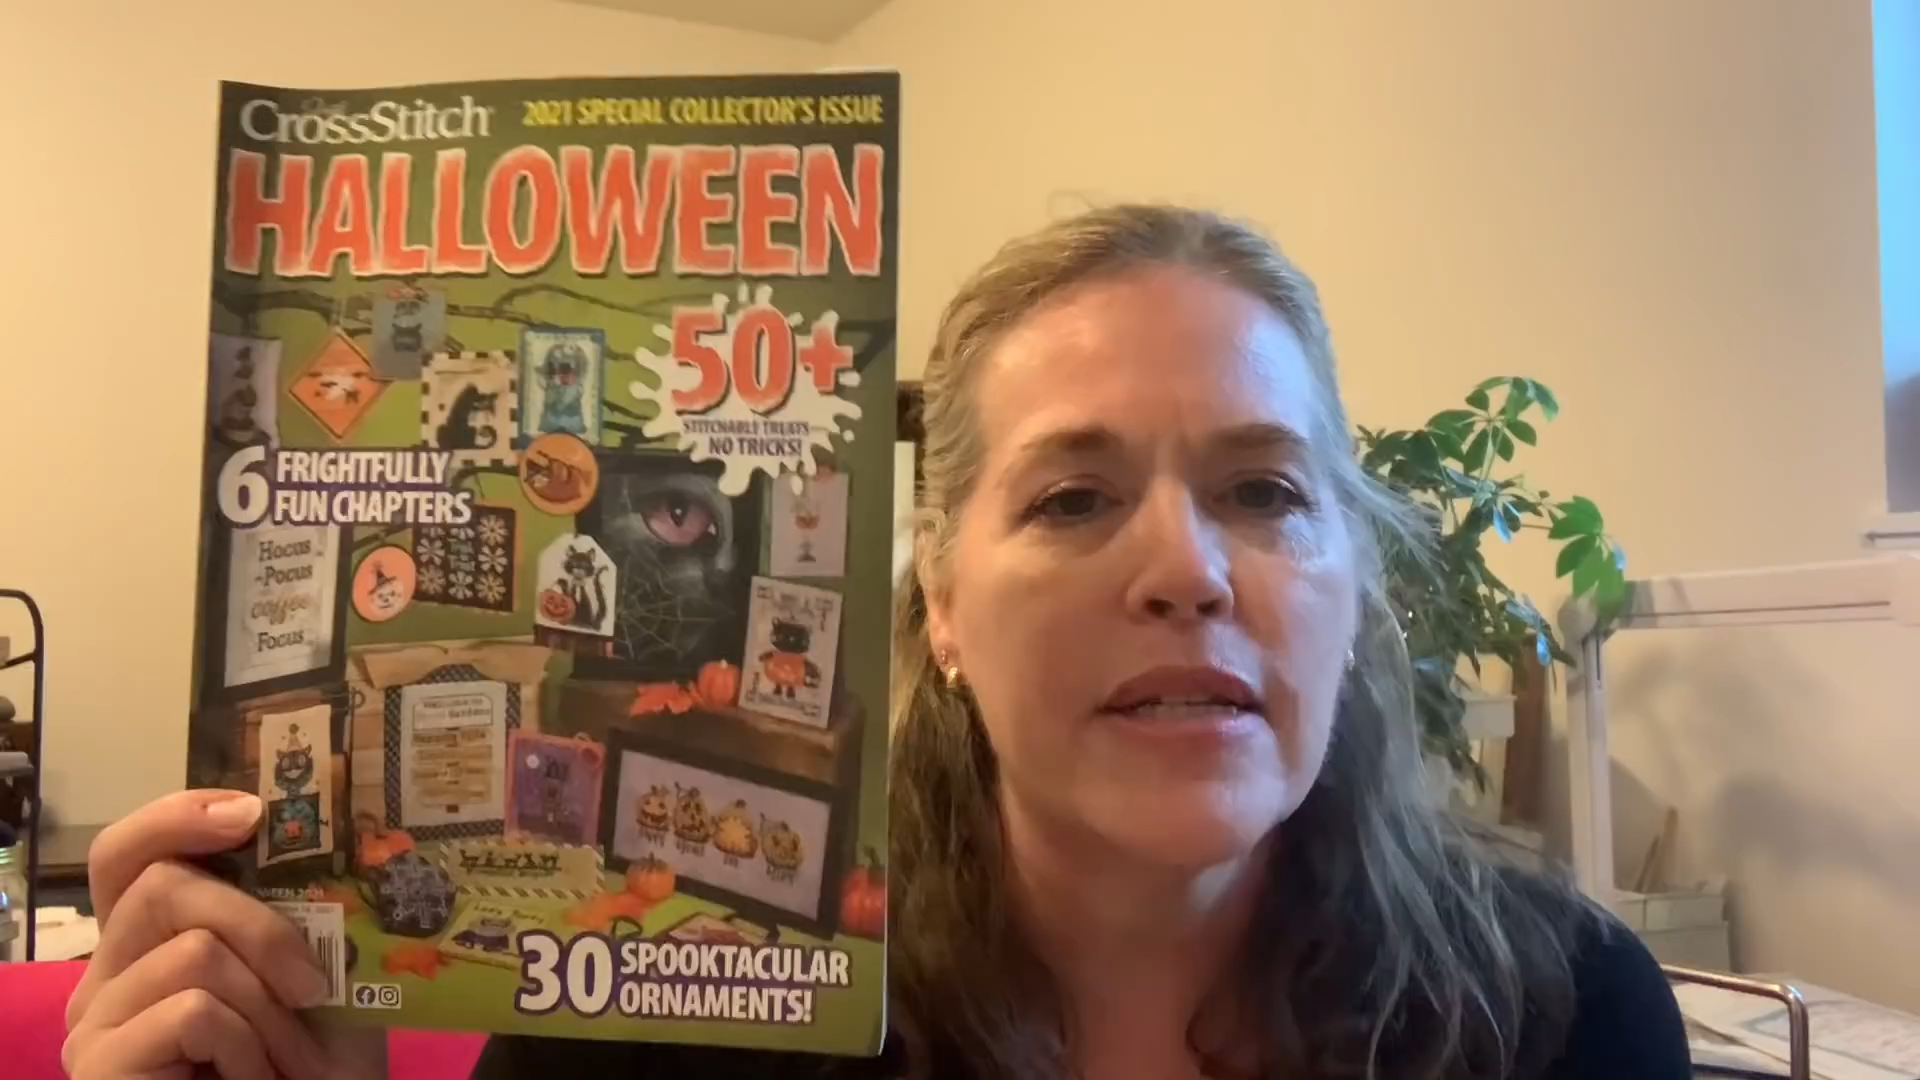 Just
CrossStitch
2021 SPECIAL COLLECTOR'S ISSUE
HALLOWEEN
50+
STITCHABLE TREATS—
NO TRICKS!
6 FRIGHTFULLY
FUN CHAPTERS
Hocus
Pocus
coffee
Focus
30 SPOOKTACULAR
ORNAMENTS!